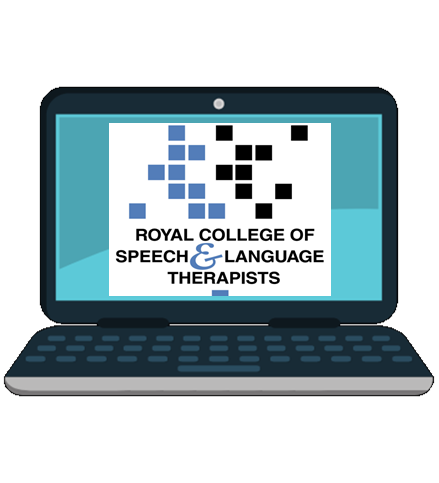 ROYAL COLLEGE OF
SPEECH & LANGUAGE
THERAPISTS